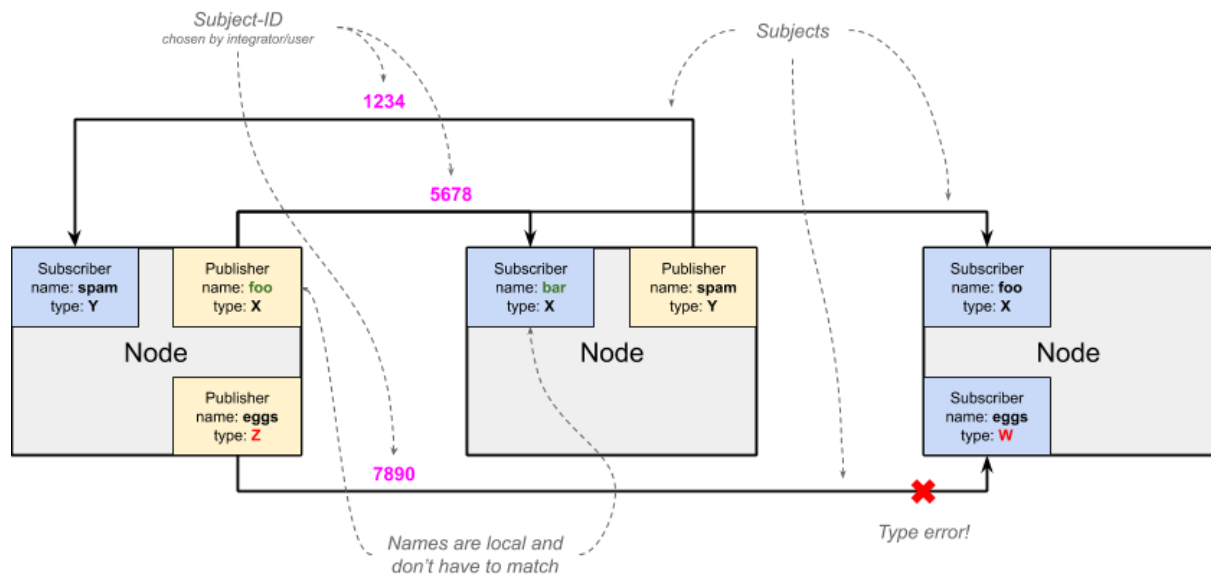 Subject-ID
chosen by integrator/user
Subjects
1234
5678
Subscriber
name: spam
type: Y
Publisher
name: foo
type: X
Subscriber
name: bar
type: X
Publisher
name: spam
type: Y
Subscriber
name: foo
type: X
Node
Node
Node
Publisher
name: eggs
type: Z
Subscriber
name: eggs
type: W
7890
Names are local and
don't have to match
Type error!